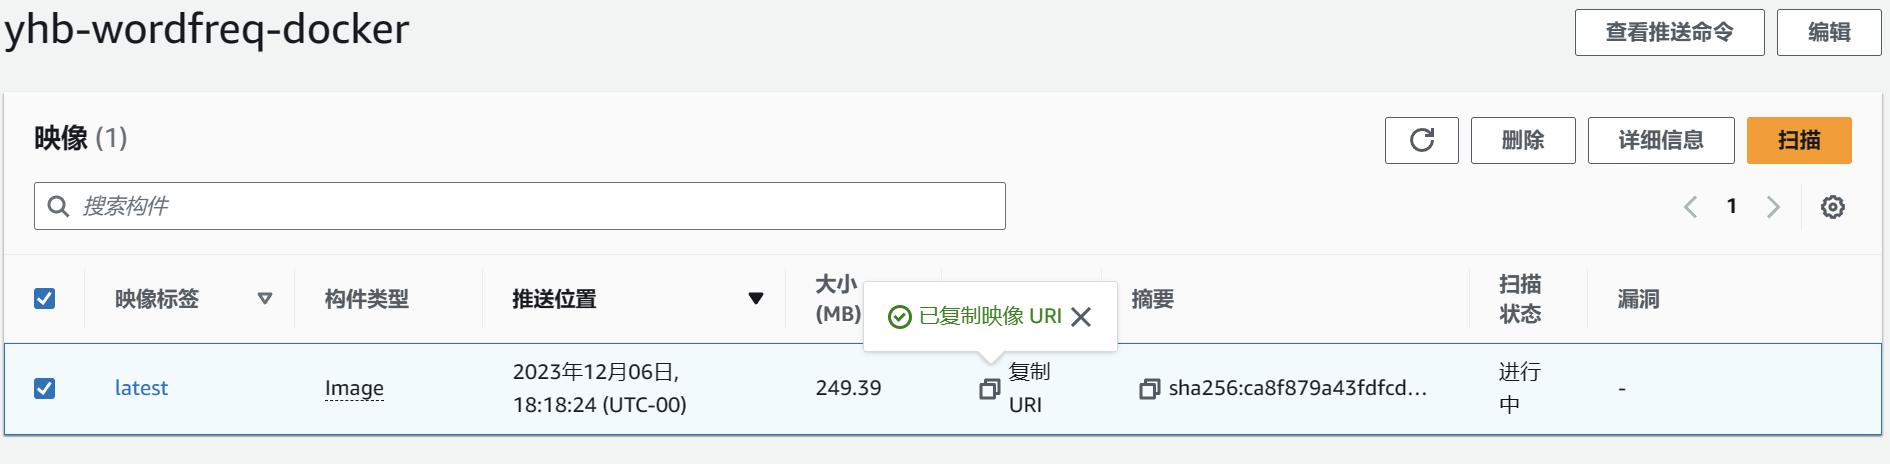 yhb-wordfreq-docker
查看推送命令
编辑
映像 (1)
删除
详细信息
扫描
搜索构件
1
映像标签
构件类型
推送位置
大小
(MB)
已复制映像 URI
摘要
扫描
状态
漏洞
latest
Image
2023年12月06日,
18:18:24 (UTC-00)
249.39
复制
URI
sha256:ca8f879a43fdfcd...
进行
中
-